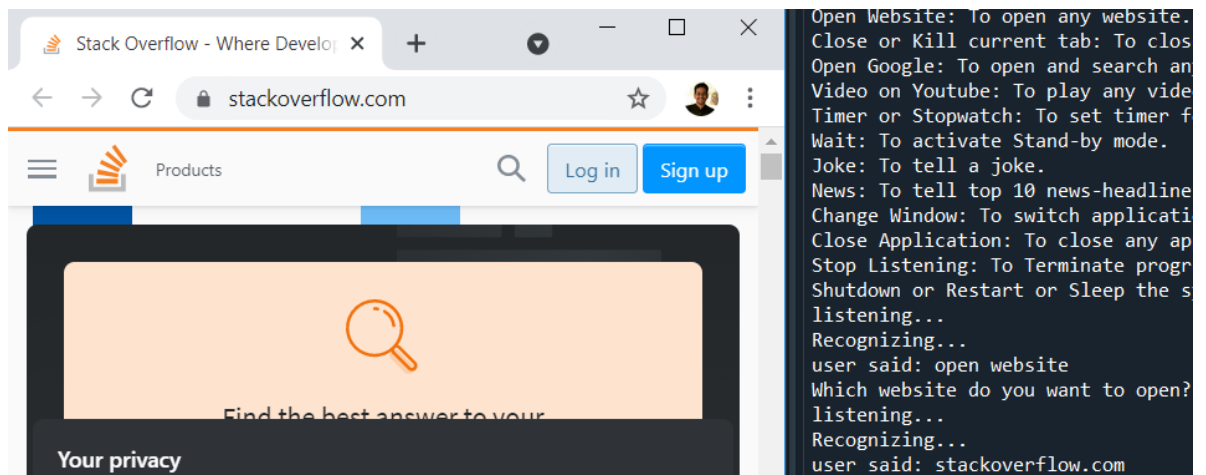 Stack Overflow - Where Develop
stackoverflow.com
Products
Log in
Sign up
Find the best answer to your
Your privacy
Open Website: To open any website.
Close or Kill current tab: To clos
Open Google: To open and search an
Video on Youtube: To play any vide
Timer or Stopwatch: To set timer f
Wait: To activate Stand-by mode.
Joke: To tell a joke.
News: To tell top 10 news-headline
Change Window: To switch applicati
Close Application: To close any ap
Stop Listening: To Terminate progr
Shutdown or Restart or Sleep the s
listening...
Recognizing...
user said: open website
Which website do you want to open?
listening...
Recognizing...
user said: stackoverflow.com